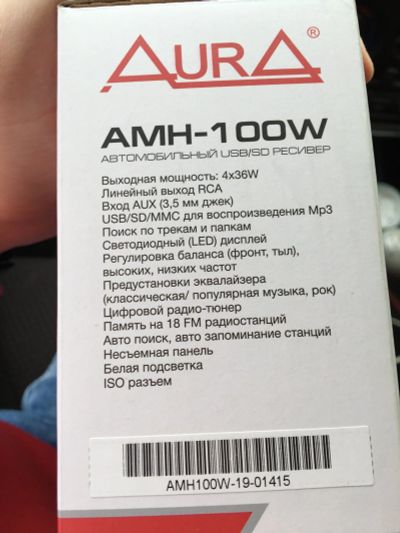 AURA®
AMH-100W
АВТОМОБИЛЬНЫЙ USB/SD РЕСИВЕР
Выходная мощность: 4x36W
Линейный выход RCA
Вход AUX (3,5 мм джек)
USB/SD/MMC для воспроизведения Mp3
Поиск по трекам и папкам
Светодиодный (LED) дисплей
Регулировка баланса (фронт, тыл),
высоких, низких частот
Предустановки эквалайзера
(классическая/ популярная музыка, рок)
Цифровой радио-тюнер
Память на 18 FM радиостанций
Авто поиск, авто запоминание станций
Несъемная панель
Белая подсветка
ISO разъем
AMH100W-19-01415